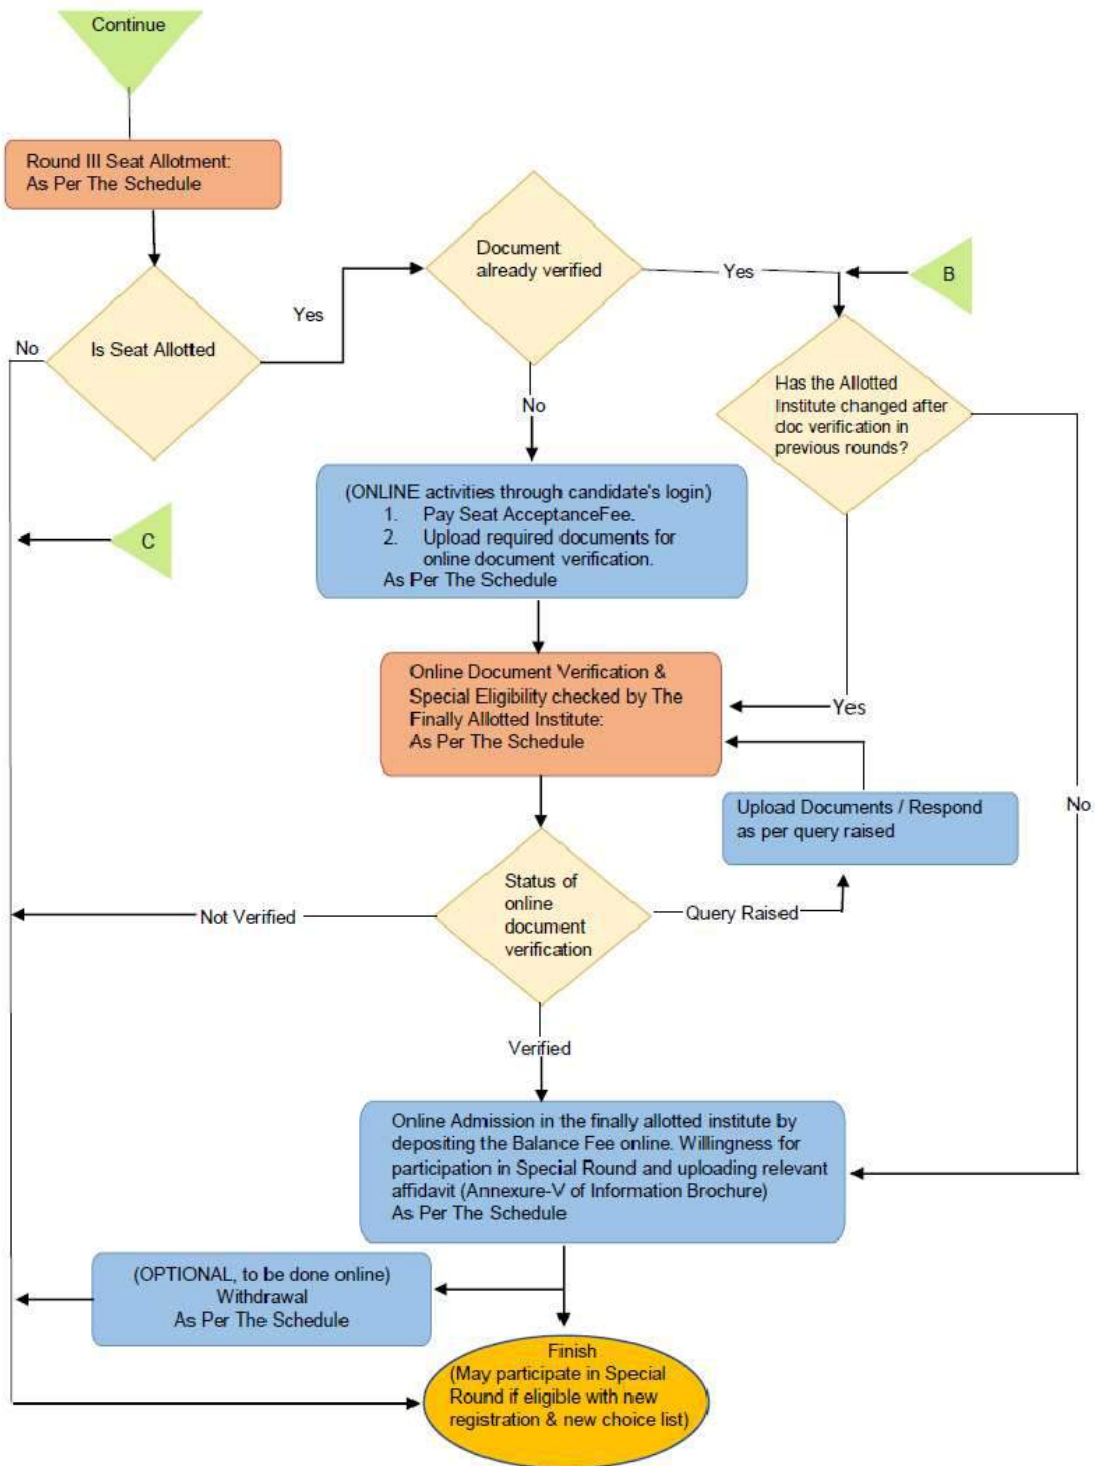 Continue
Round III Seat Allotment:
As Per The Schedule
Is Seat Allotted
No
Yes
Document
already verified
Yes
B
No
Has the Allotted
Institute changed after
doc verification in
previous rounds?
(ONLINE activities through candidate's login)
1. Pay Seat AcceptanceFee.
2. Upload required documents for
online document verification.
As Per The Schedule
C
Online Document Verification &
Special Eligibility checked by The
Finally Allotted Institute:
As Per The Schedule
Yes
No
Upload Documents / Respond
as per query raised
Status of
online
document
verification
Not Verified
Query Raised
Verified
Online Admission in the finally allotted institute by
depositing the Balance Fee online. Willingness for
participation in Special Round and uploading relevant
affidavit (Annexure-V of Information Brochure)
As Per The Schedule
(OPTIONAL, to be done online)
Withdrawal
As Per The Schedule
Finish
(May participate in Special
Round if eligible with new
registration & new choice list)